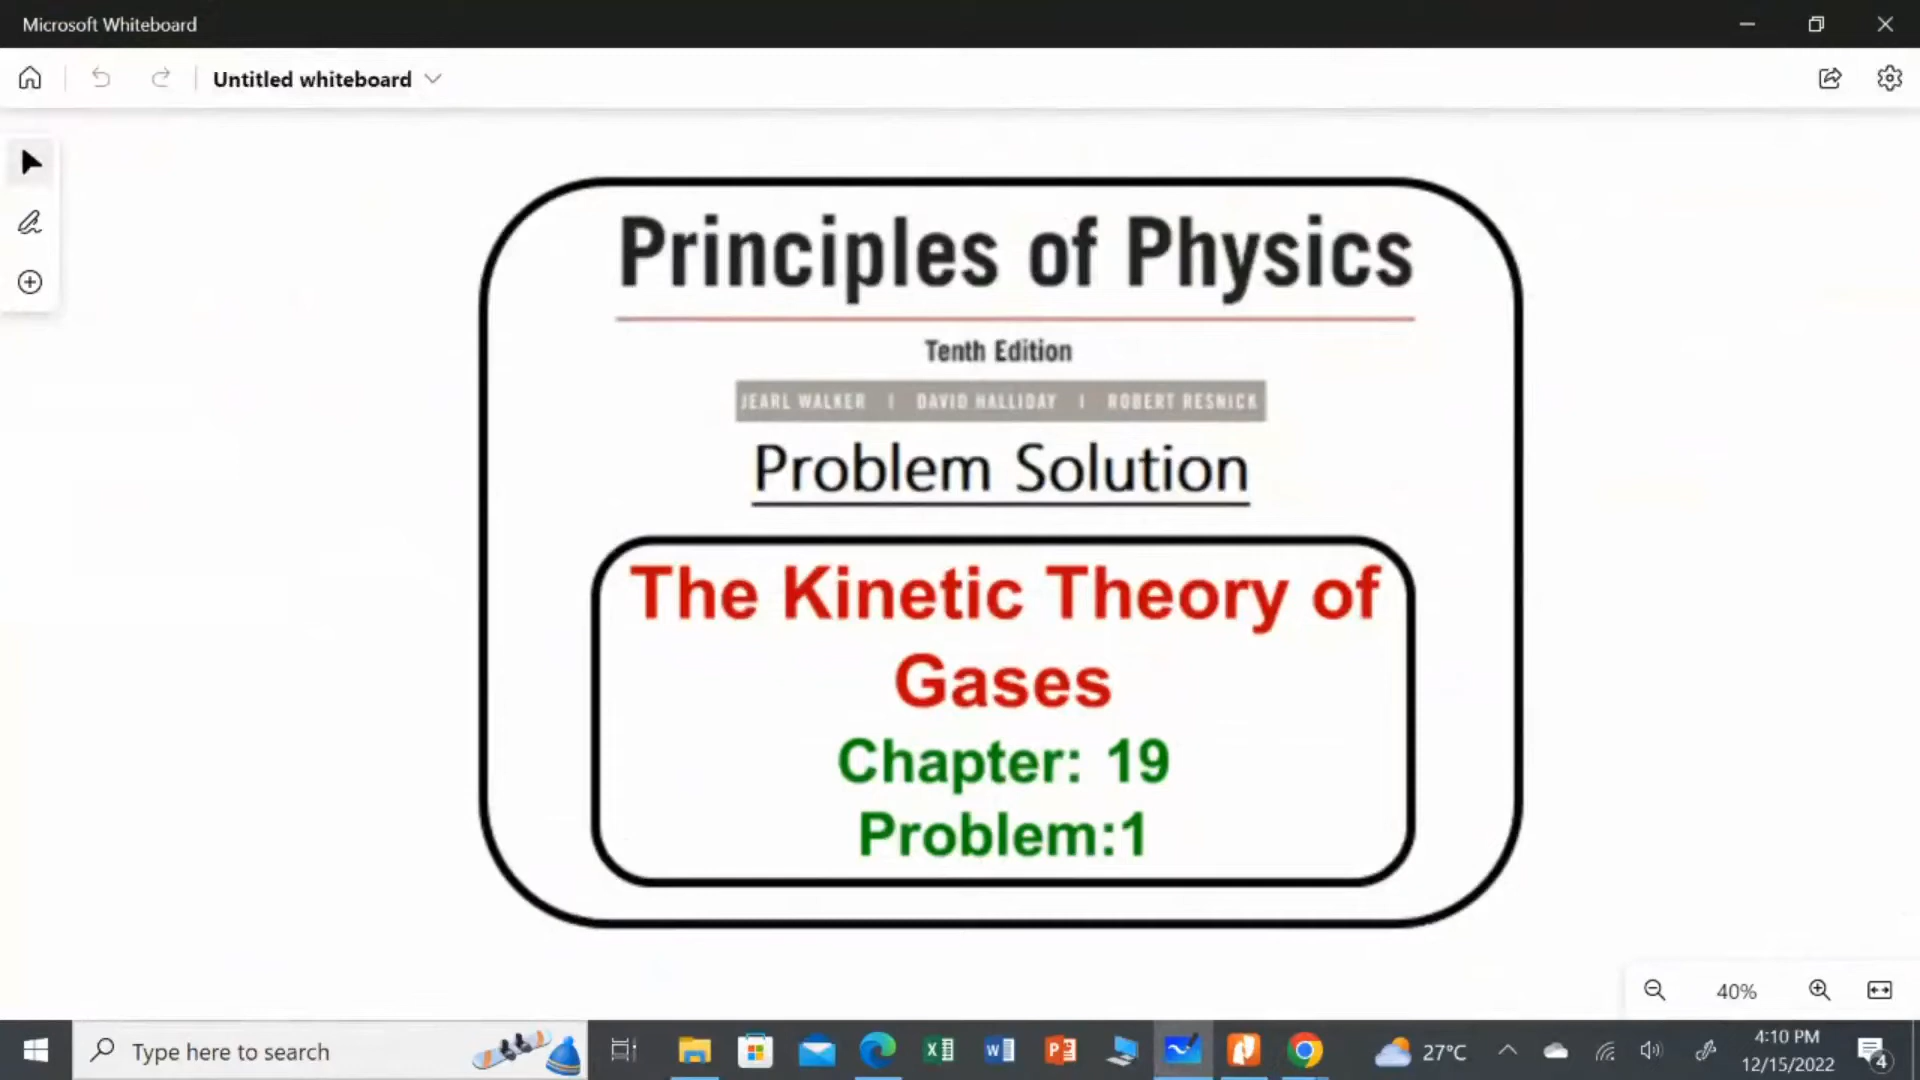 Microsoft Whiteboard
Untitled whiteboard
Principles of Physics
Tenth Edition
JEARL WALKER | DAVID HALLIDAY | ROBERT RESNICK
Problem Solution
The Kinetic Theory of
Gases
Chapter: 19
Problem:1
40%
Type here to search
27°C
4:10 PM
12/15/2022
4